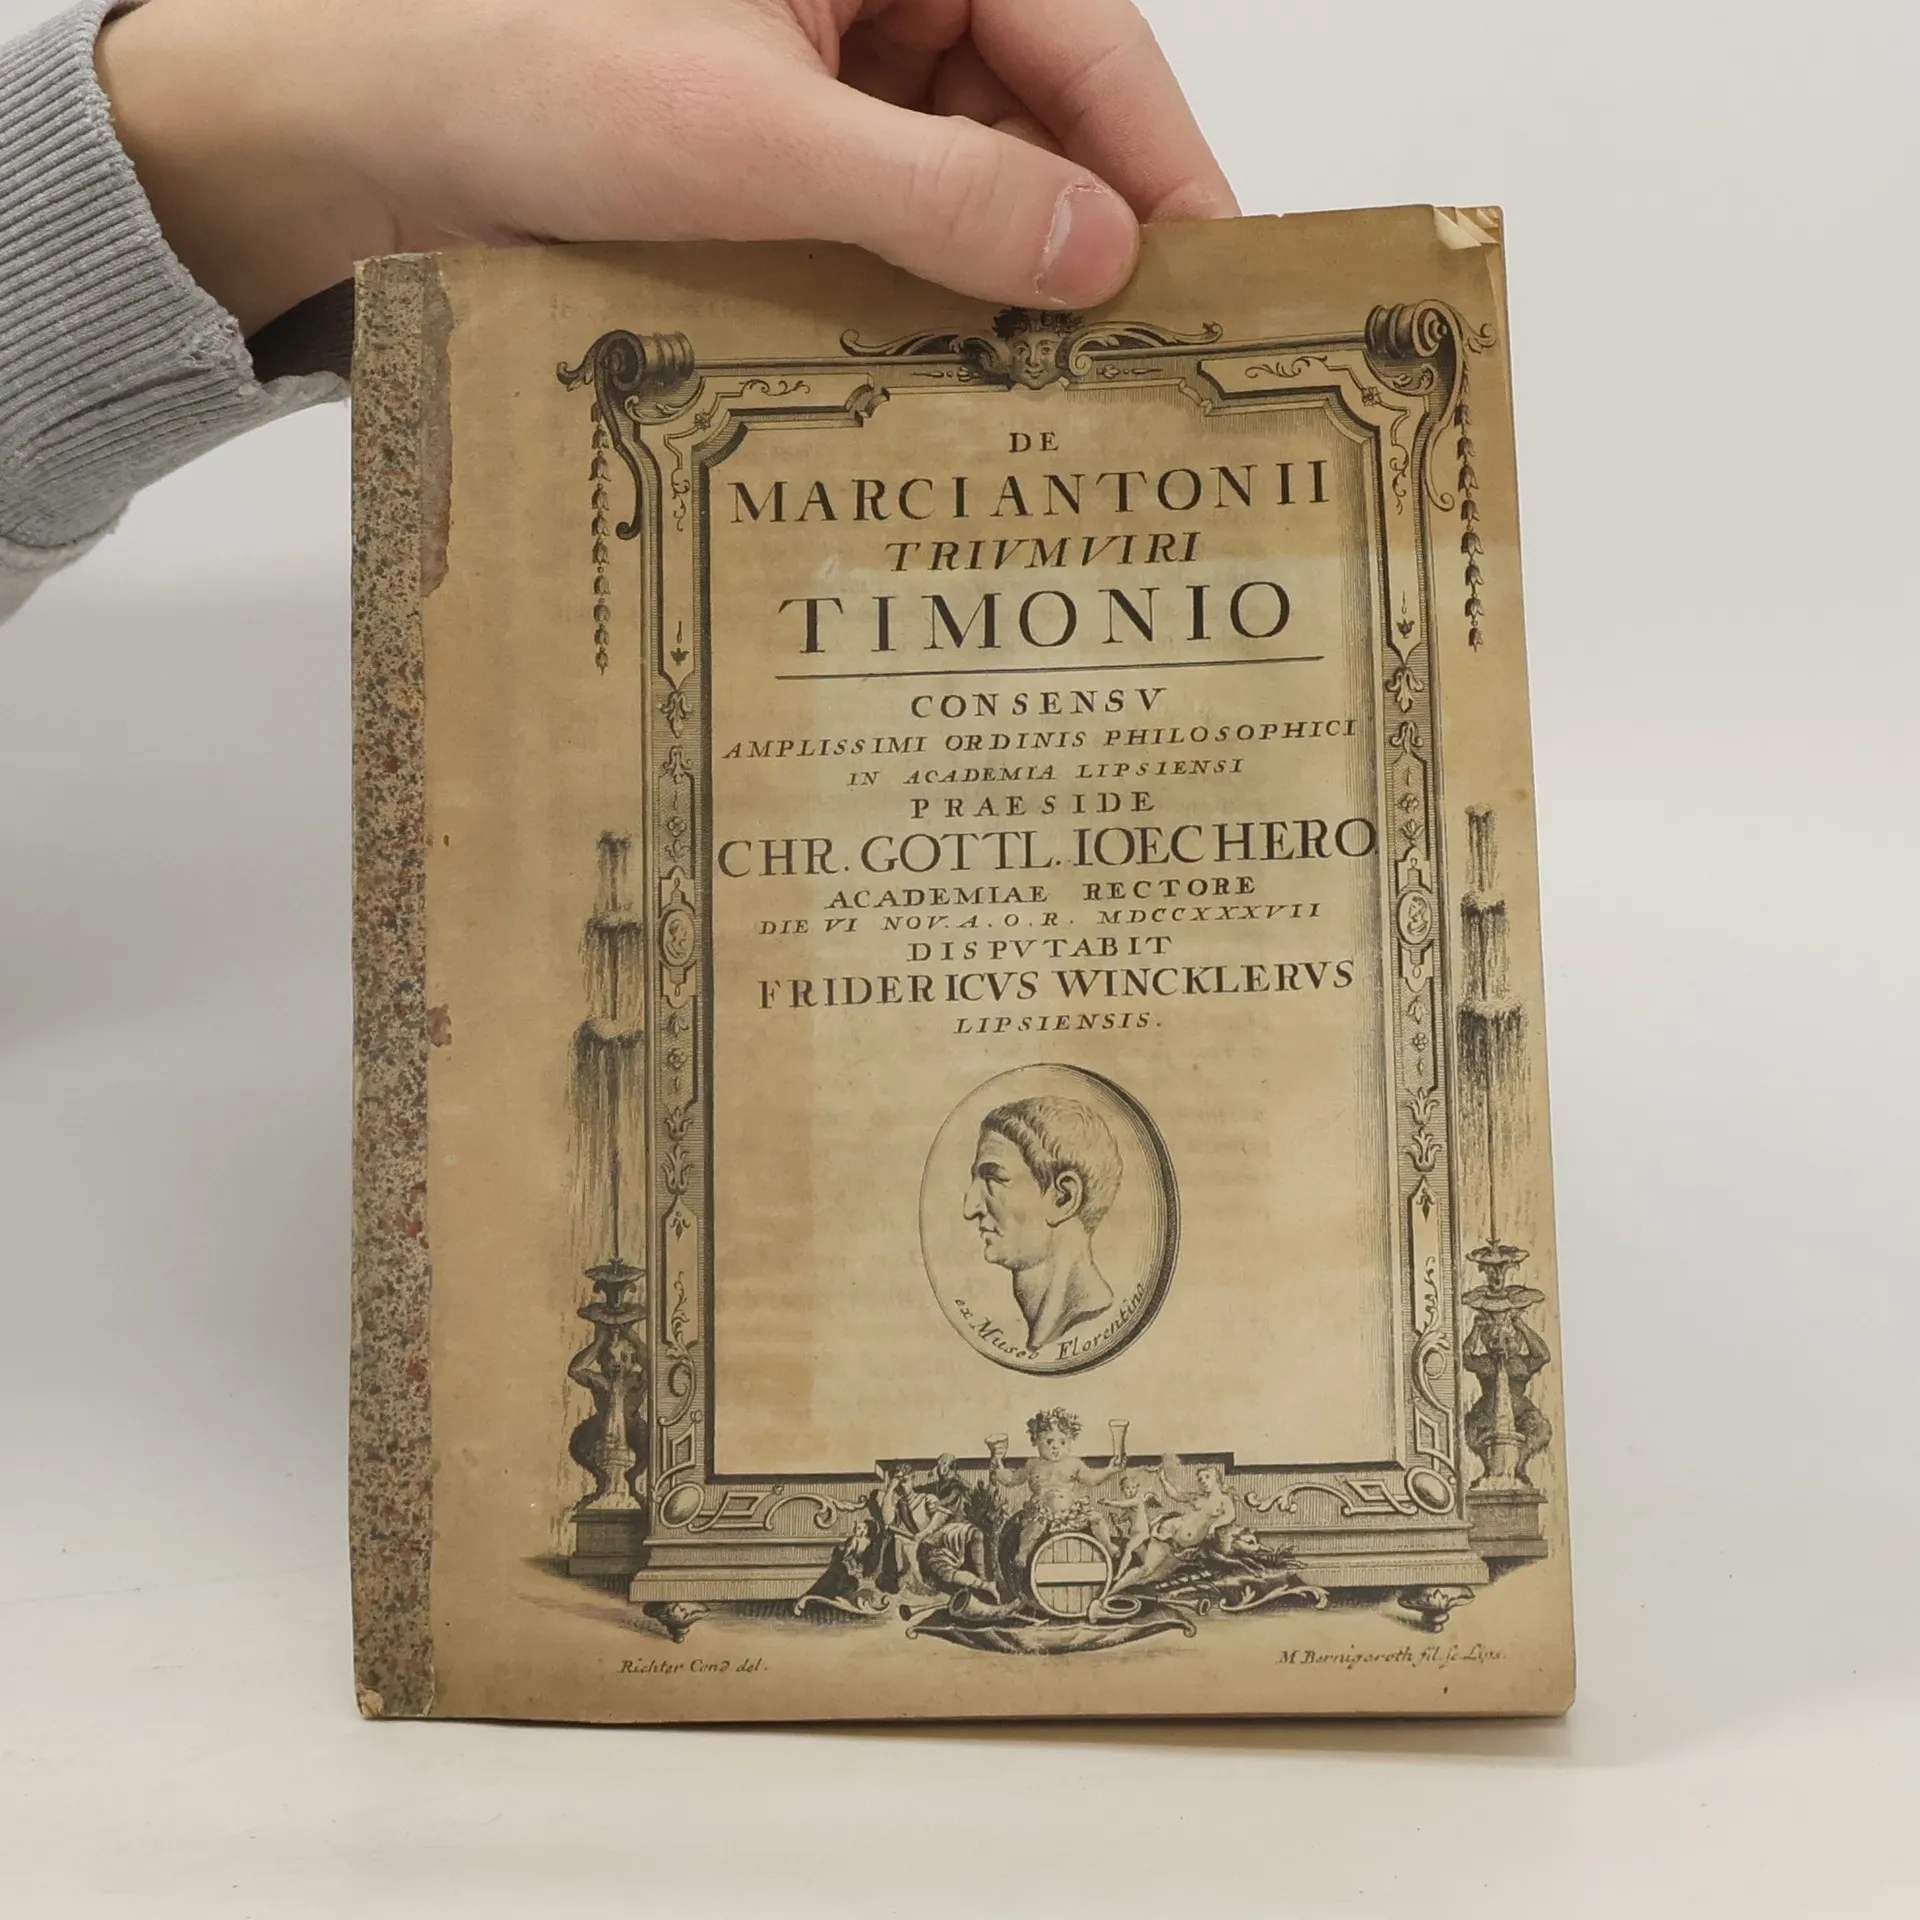 DE
MARCI ANTONII
TRIVMVIRI
TIMONIO
CONSENSV
AMPLISSIMI ORDINIS PHILOSOPHICI
IN ACADEMIA LIPSIENSI
PRAESIDE
CHR. GOTTL. IOECHERO
ACADEMIAE RECTORE
DIE VI NOV. A. O. R. MDCCXXXVII
DISPVTABIT
FRIDERICVS WINCKLERVS
LIPSIENSIS.
ex Museo Florentino
Richter Cond del.
M Bernigeroth fil. sc Lips.